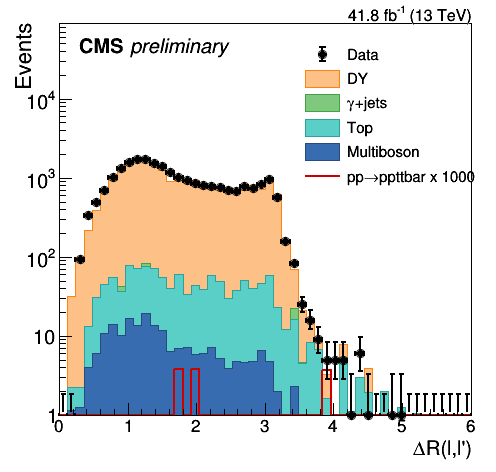 41.8 fb⁻¹ (13 TeV)
CMS preliminary
Events
Data
DY
γ+jets
Top
Multiboson
pp→ppttbar x 1000
10⁴
10³
10²
10
1
0 1 2 3 4 5 6
ΔR(l,l')